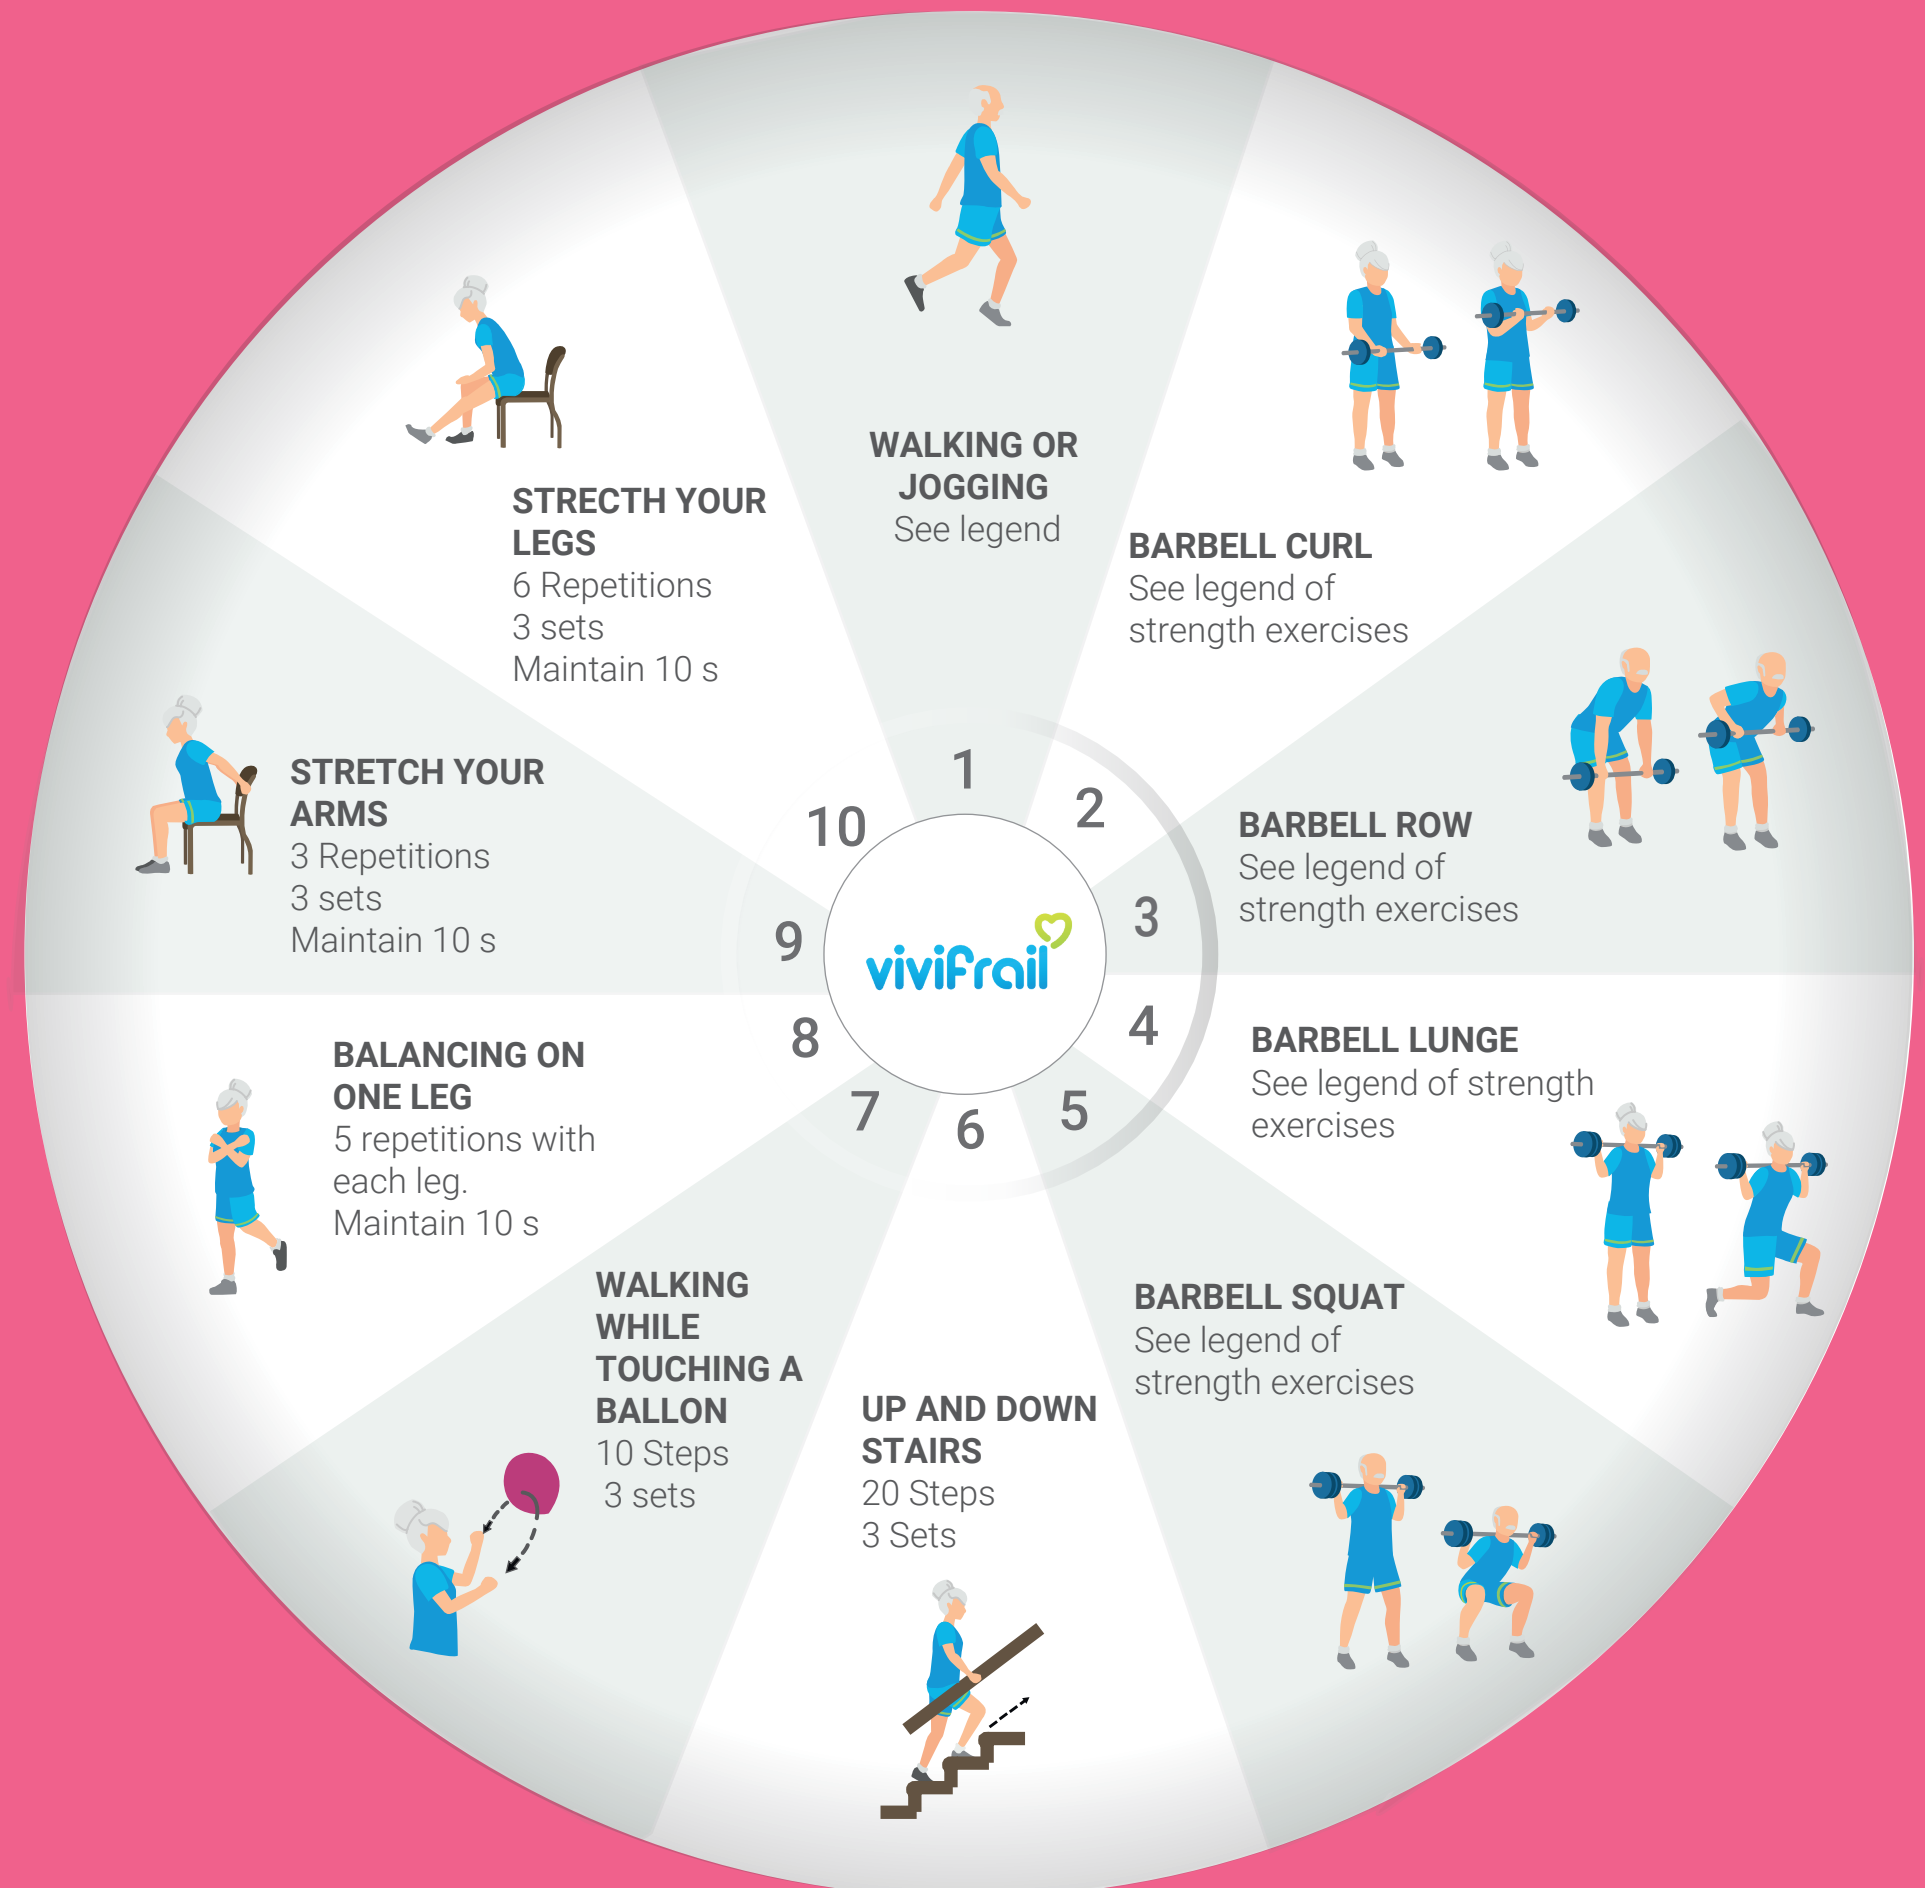 WALKING OR
JOGGING
See legend
BARBELL CURL
See legend of
strength exercises
BARBELL ROW
See legend of
strength exercises
BARBELL LUNGE
See legend of strength
exercises
BARBELL SQUAT
See legend of
strength exercises
UP AND DOWN
STAIRS
20 Steps
3 Sets
WALKING
WHILE
TOUCHING A
BALLON
10 Steps
3 sets
BALANCING ON
ONE LEG
5 repetitions with
each leg.
Maintain 10 s
STRETCH YOUR
ARMS
3 Repetitions
3 sets
Maintain 10 s
STRECTH YOUR
LEGS
6 Repetitions
3 sets
Maintain 10 s
1
2
3
4
5
6
7
8
9
10
vivifrail